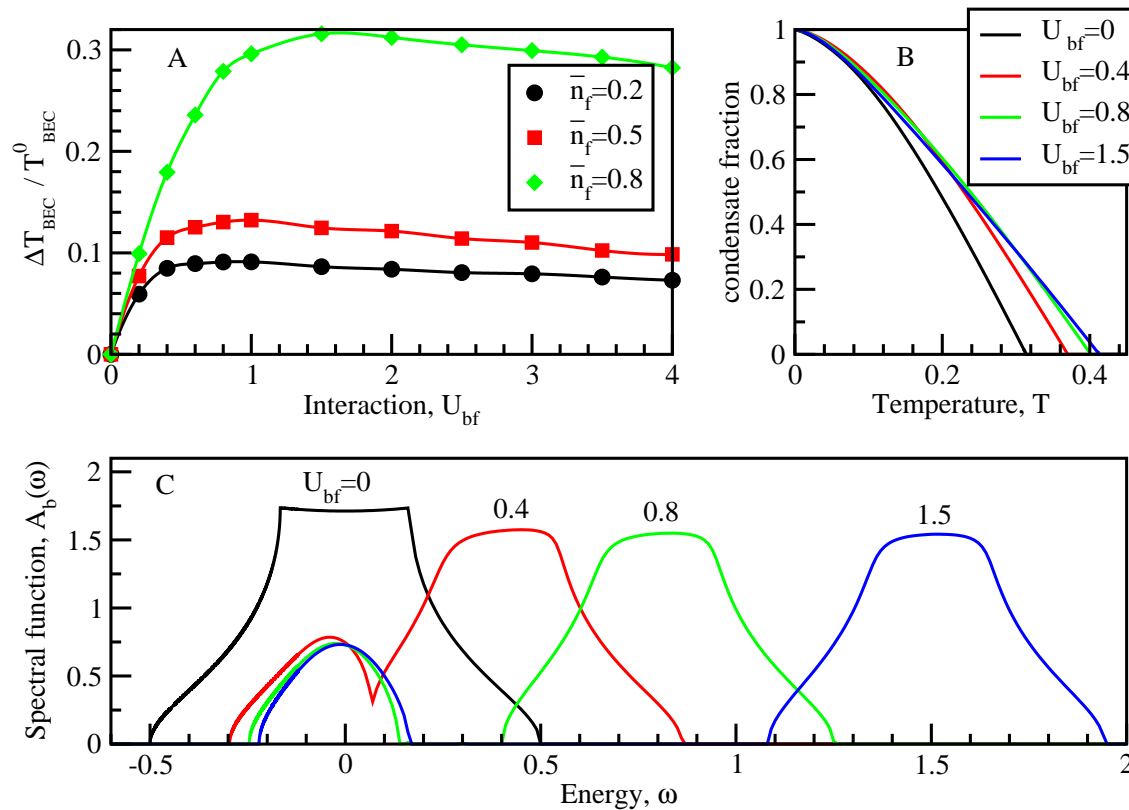 A
ΔT_BEC / T^0_BEC
0
0.1
0.2
0.3
0
1
2
3
4
Interaction, U_bf
n̄_f=0.2
n̄_f=0.5
n̄_f=0.8
B
condensate fraction
0
0.2
0.4
0.6
0.8
1
0
0.2
0.4
Temperature, T
U_bf=0
U_bf=0.4
U_bf=0.8
U_bf=1.5
C
Spectral function, A_b(ω)
0
0.5
1
1.5
2
U_bf=0
0.4
0.8
1.5
-0.5
0
0.5
1
1.5
2
Energy, ω